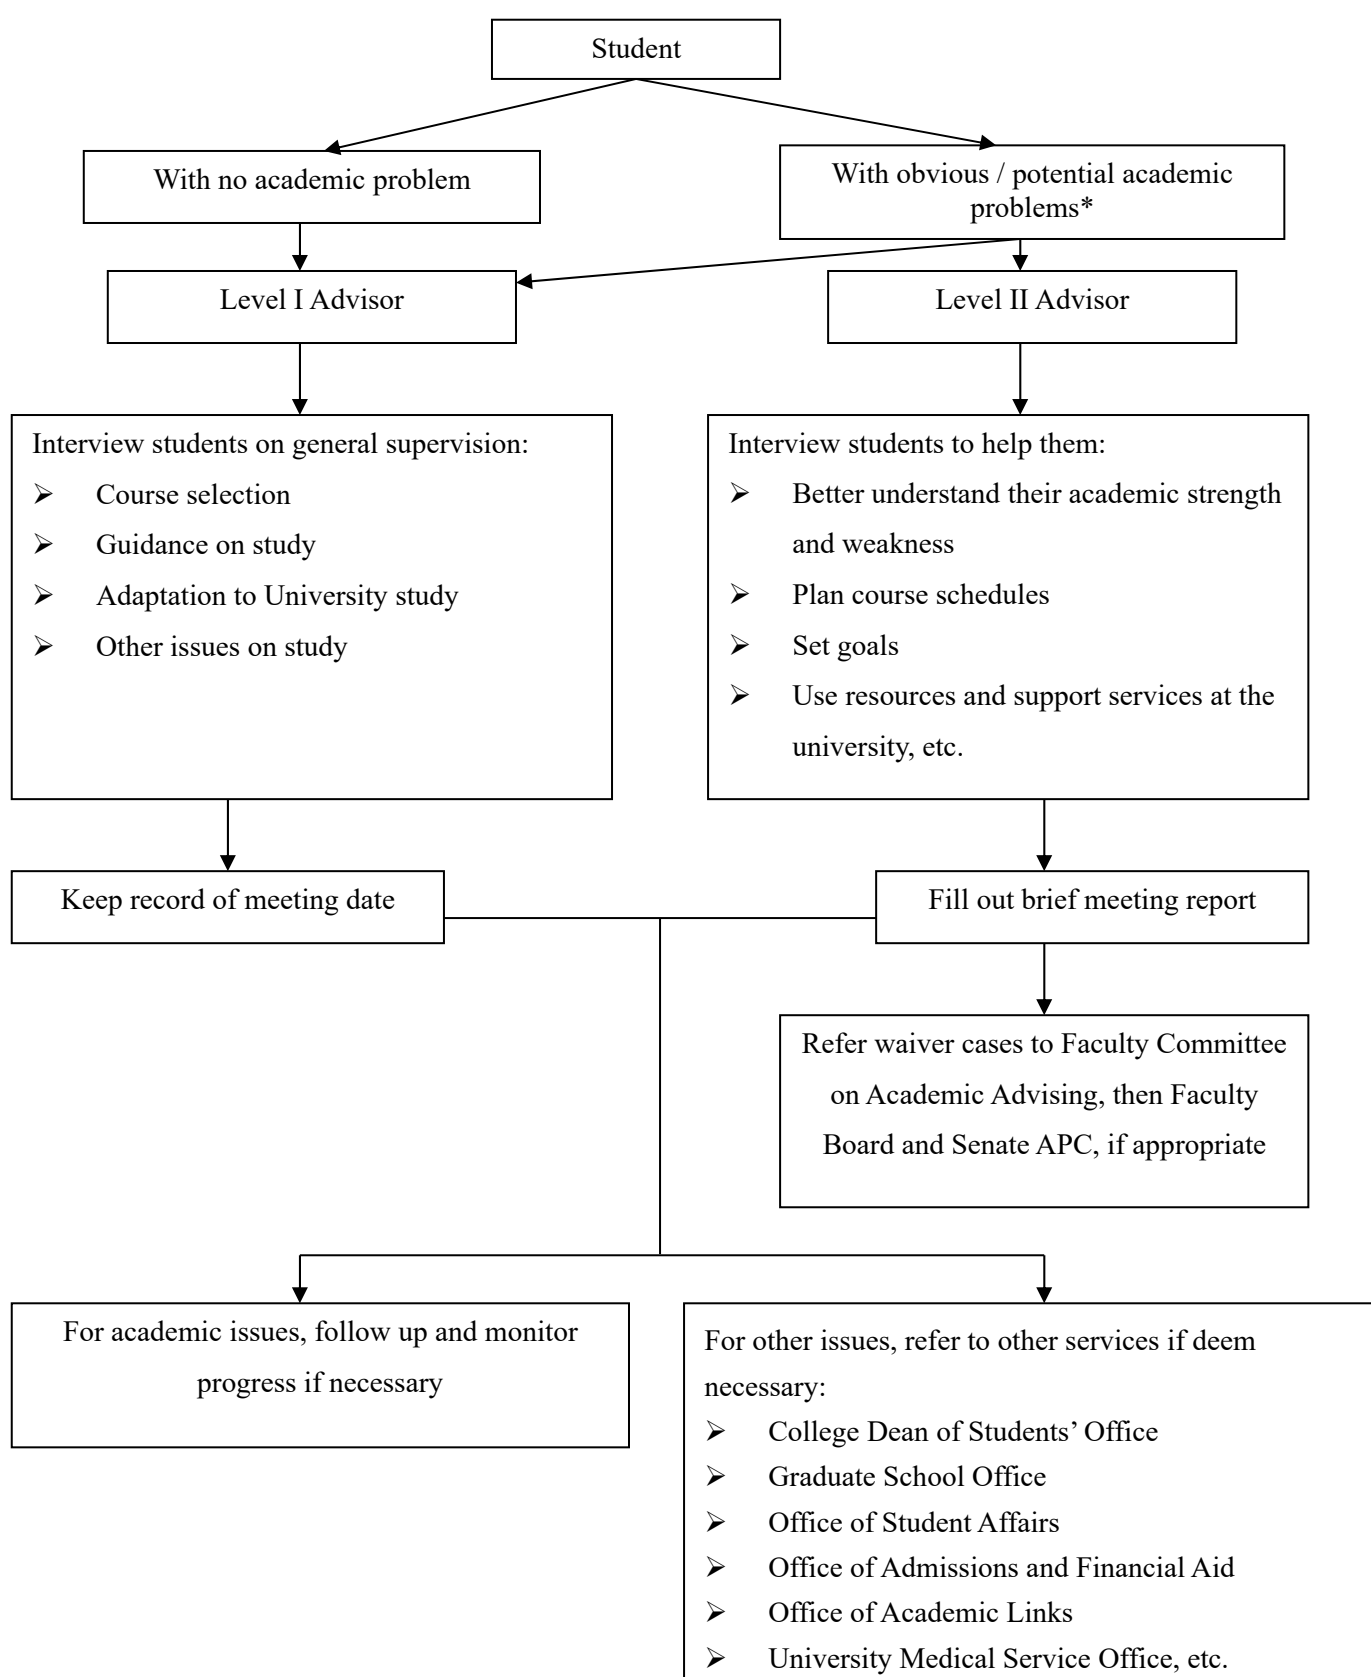 Student
With no academic problem
With obvious / potential academic
problems*
Level I Advisor
Level II Advisor
Interview students on general supervision:
➢ Course selection
➢ Guidance on study
➢ Adaptation to University study
➢ Other issues on study
Interview students to help them:
➢ Better understand their academic strength
and weakness
➢ Plan course schedules
➢ Set goals
➢ Use resources and support services at the
university, etc.
Keep record of meeting date
Fill out brief meeting report
Refer waiver cases to Faculty Committee
on Academic Advising, then Faculty
Board and Senate APC, if appropriate
For academic issues, follow up and monitor
progress if necessary
For other issues, refer to other services if deem
necessary:
➢ College Dean of Students’ Office
➢ Graduate School Office
➢ Office of Student Affairs
➢ Office of Admissions and Financial Aid
➢ Office of Academic Links
➢ University Medical Service Office, etc.